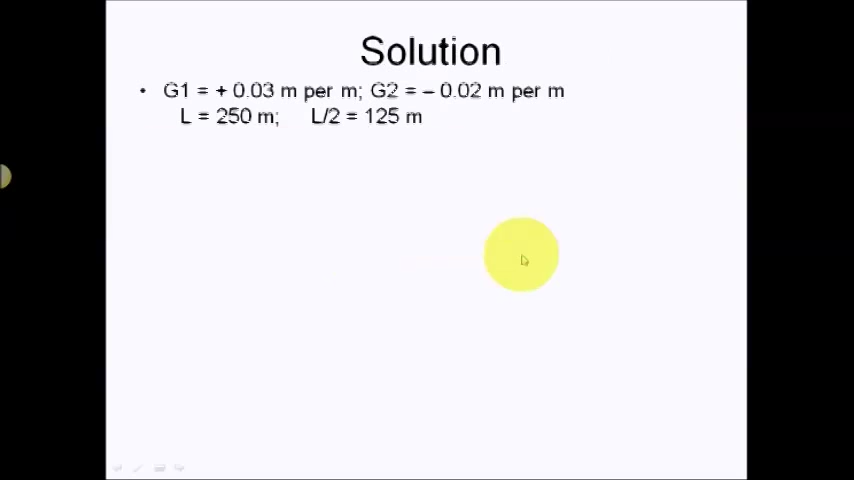 Solution
• G1 = + 0.03 m per m; G2 = – 0.02 m per m
L = 250 m; L/2 = 125 m